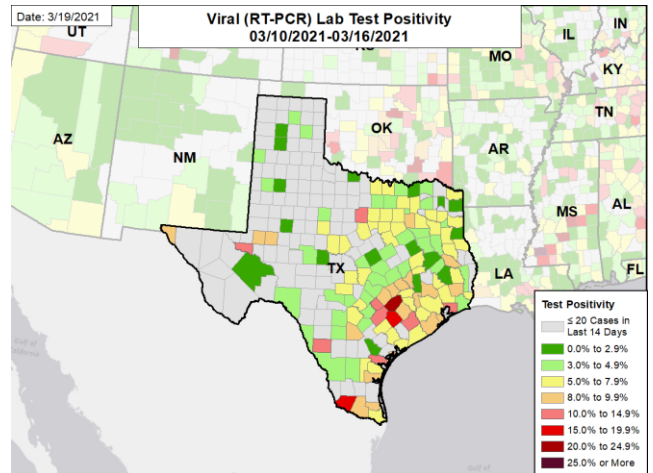 Date: 3/19/2021
Viral (RT-PCR) Lab Test Positivity
03/10/2021-03/16/2021
UT
MO
IL
IN
KY
TN
AZ
NM
OK
AR
MS
AL
TX
LA
FL
Gulf of
California
Test Positivity
≤ 20 Cases in
Last 14 Days
0.0% to 2.9%
3.0% to 4.9%
5.0% to 7.9%
8.0% to 9.9%
10.0% to 14.9%
15.0% to 19.9%
20.0% to 24.9%
25.0% or More